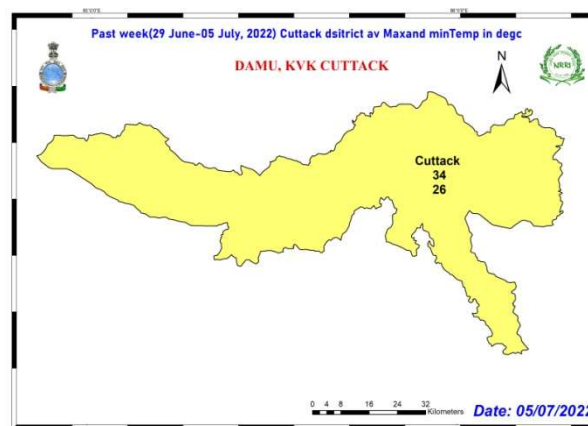 Past week(29 June-05 July, 2022) Cuttack dsitrict av Maxand minTemp in degc
DAMU, KVK CUTTACK
N
NRRI
Cuttack
34
26
0 4 8 16 24 32
Kilometers
Date: 05/07/2022